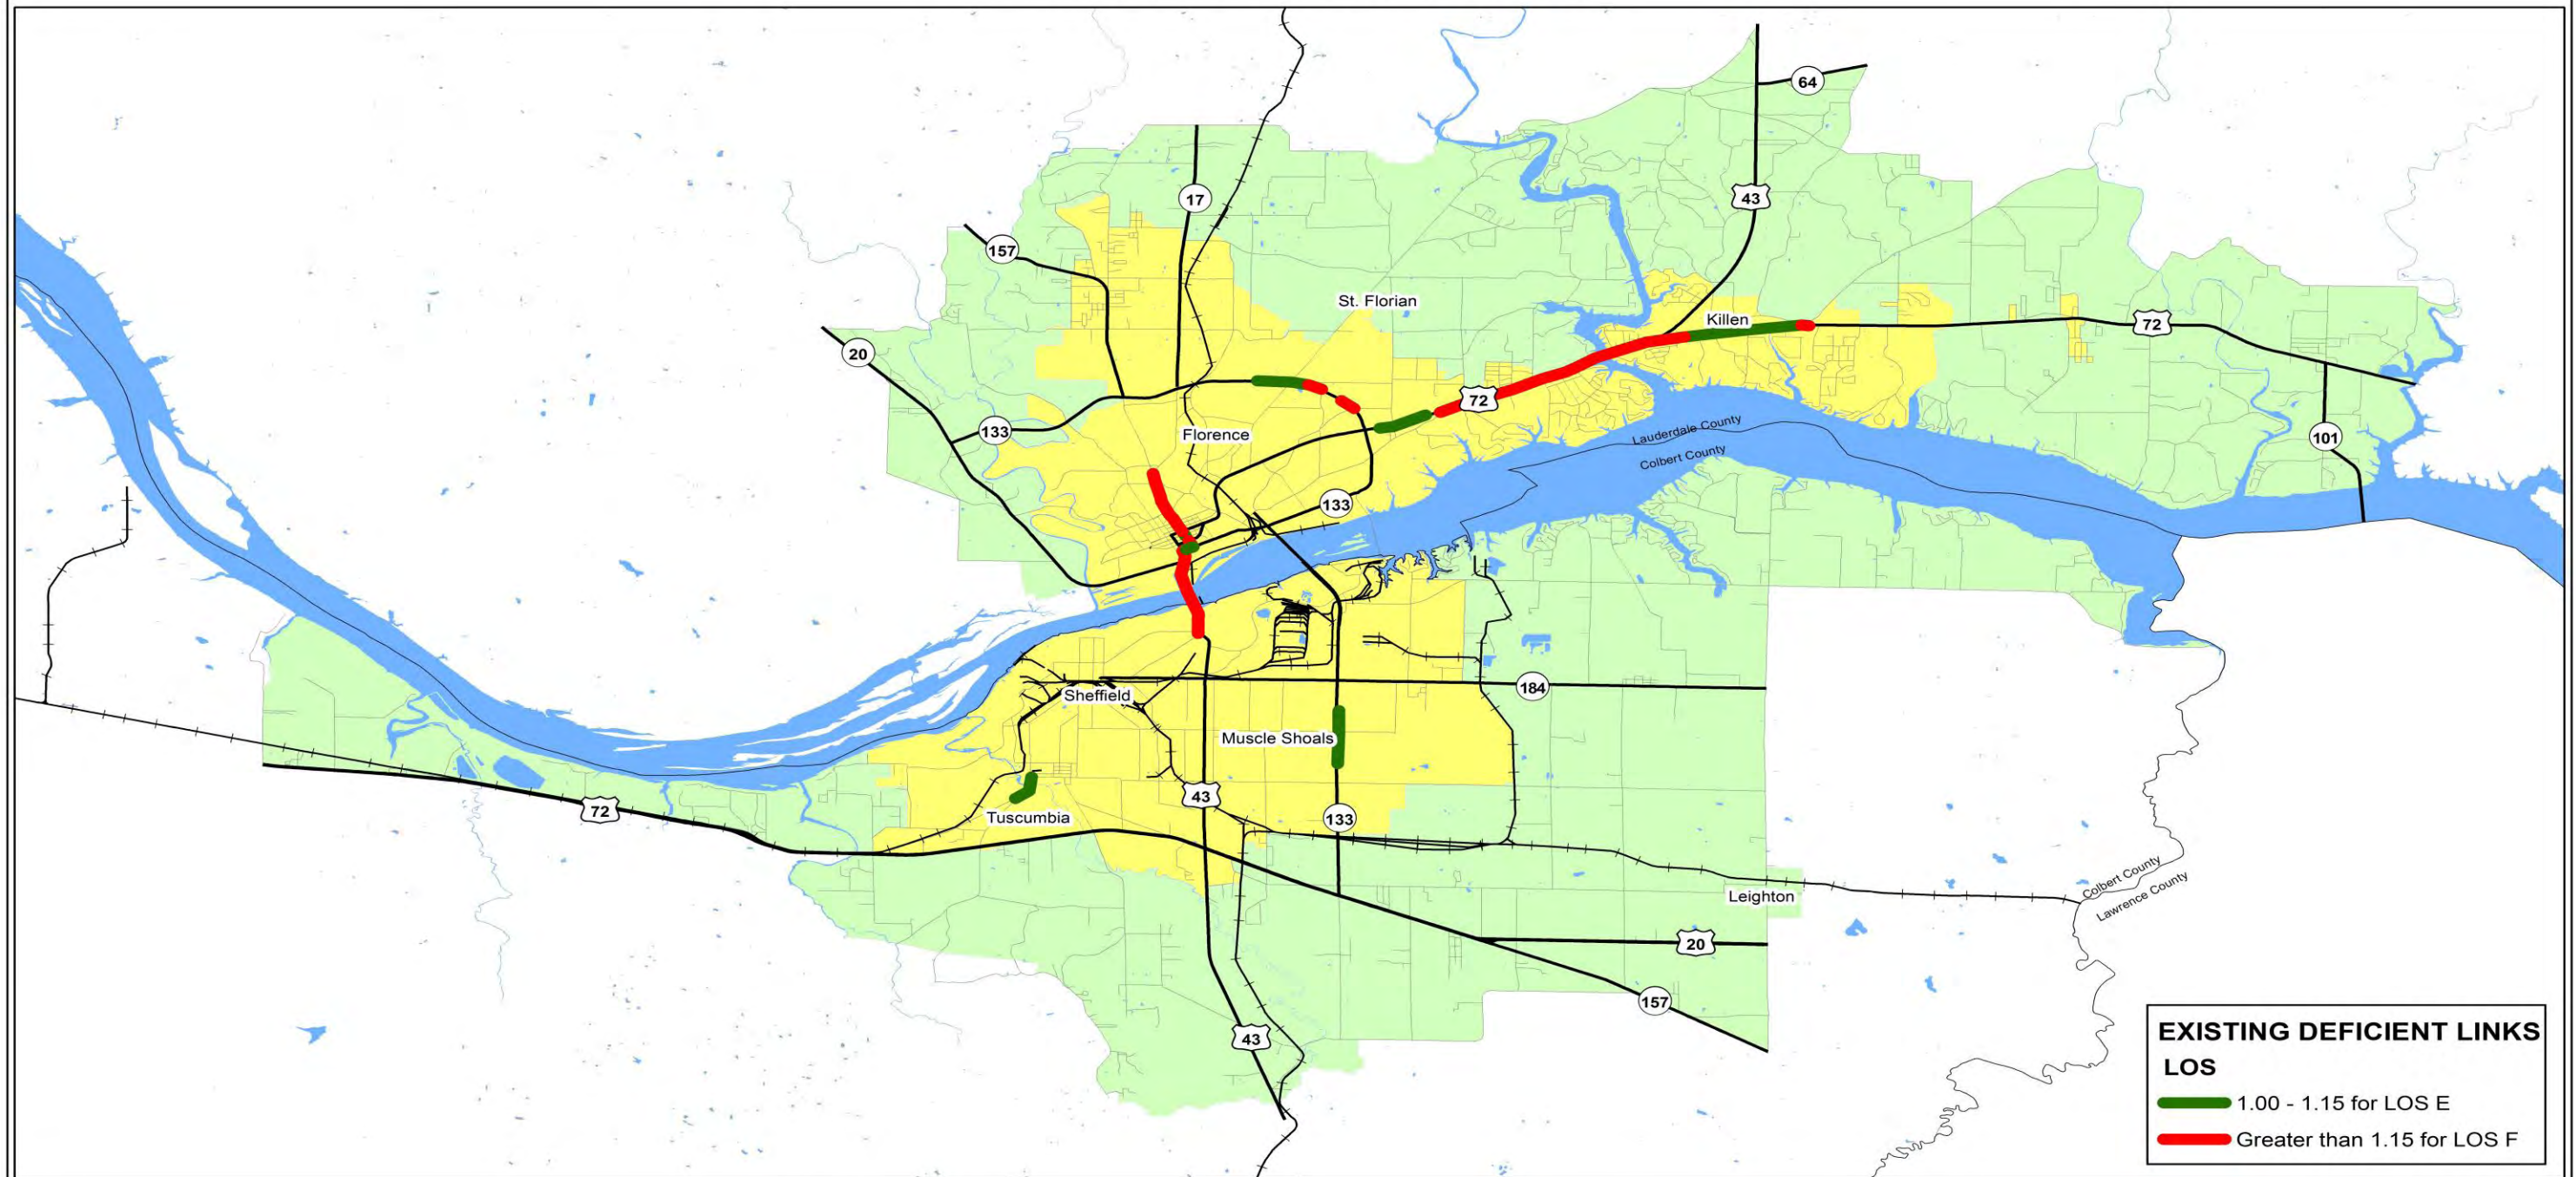 64
17
43
157
St. Florian
Killen
72
20
72
133
Florence
Lauderdale County
101
Colbert County
133
184
Sheffield
Muscle Shoals
43
72
Tuscumbia
133
Colbert County
Leighton
Lawrence County
20
157
43
EXISTING DEFICIENT LINKS
LOS
1.00 - 1.15 for LOS E
Greater than 1.15 for LOS F